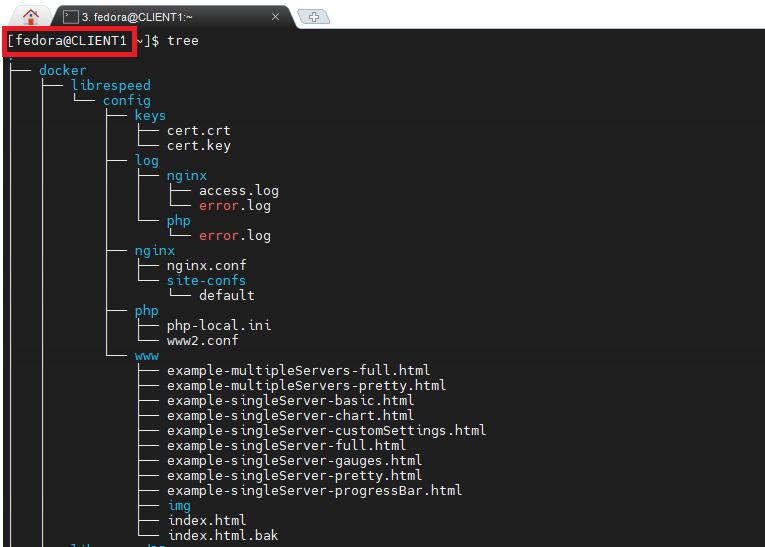 3. fedora@CLIENT1:~
[fedora@CLIENT1 ~]$ tree
.
├── docker
│   ├── librespeed
│   │   └── config
│   │       ├── keys
│   │       │   ├── cert.crt
│   │       │   └── cert.key
│   │       ├── log
│   │       │   ├── nginx
│   │       │   │   ├── access.log
│   │       │   │   └── error.log
│   │       │   └── php
│   │       │       └── error.log
│   │       ├── nginx
│   │       │   ├── nginx.conf
│   │       │   └── site-confs
│   │       │       └── default
│   │       ├── php
│   │       │   ├── php-local.ini
│   │       │   └── www2.conf
│   │       └── www
│   │           ├── example-multipleServers-full.html
│   │           ├── example-multipleServers-pretty.html
│   │           ├── example-singleServer-basic.html
│   │           ├── example-singleServer-chart.html
│   │           ├── example-singleServer-customSettings.html
│   │           ├── example-singleServer-full.html
│   │           ├── example-singleServer-gauges.html
│   │           ├── example-singleServer-pretty.html
│   │           ├── example-singleServer-progressBar.html
│   │           ├── img
│   │           ├── index.html
│   │           └── index.html.bak